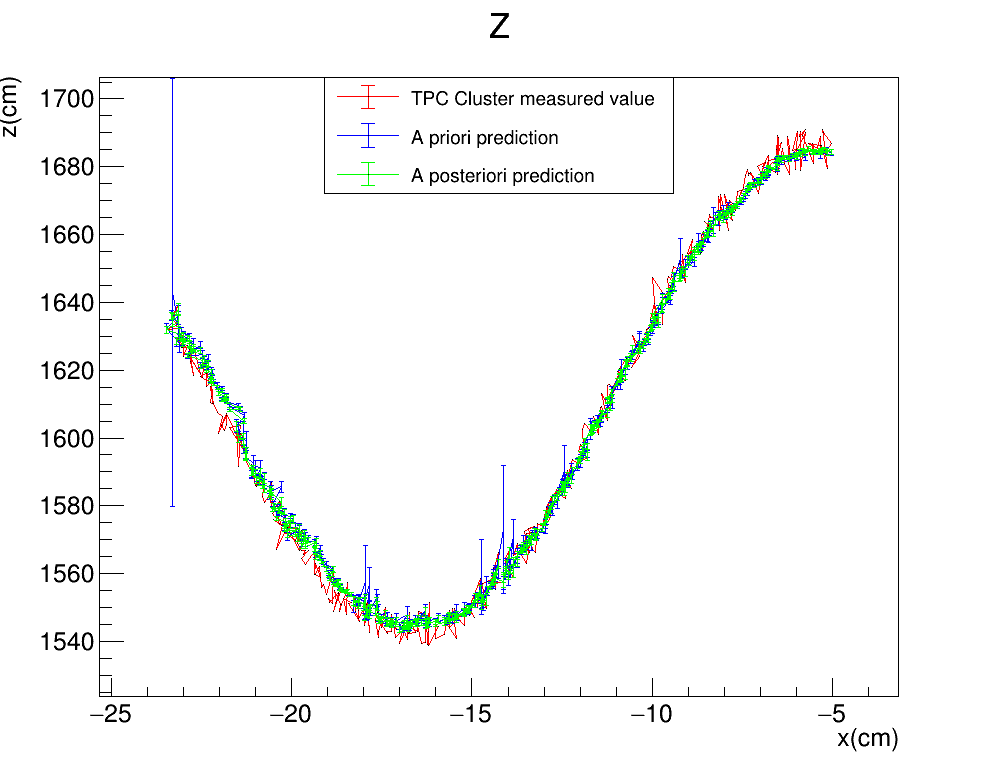 Z
z(cm)
1700
1680
1660
1640
1620
1600
1580
1560
1540
TPC Cluster measured value
A priori prediction
A posteriori prediction
−25 −20 −15 −10 −5
x(cm)